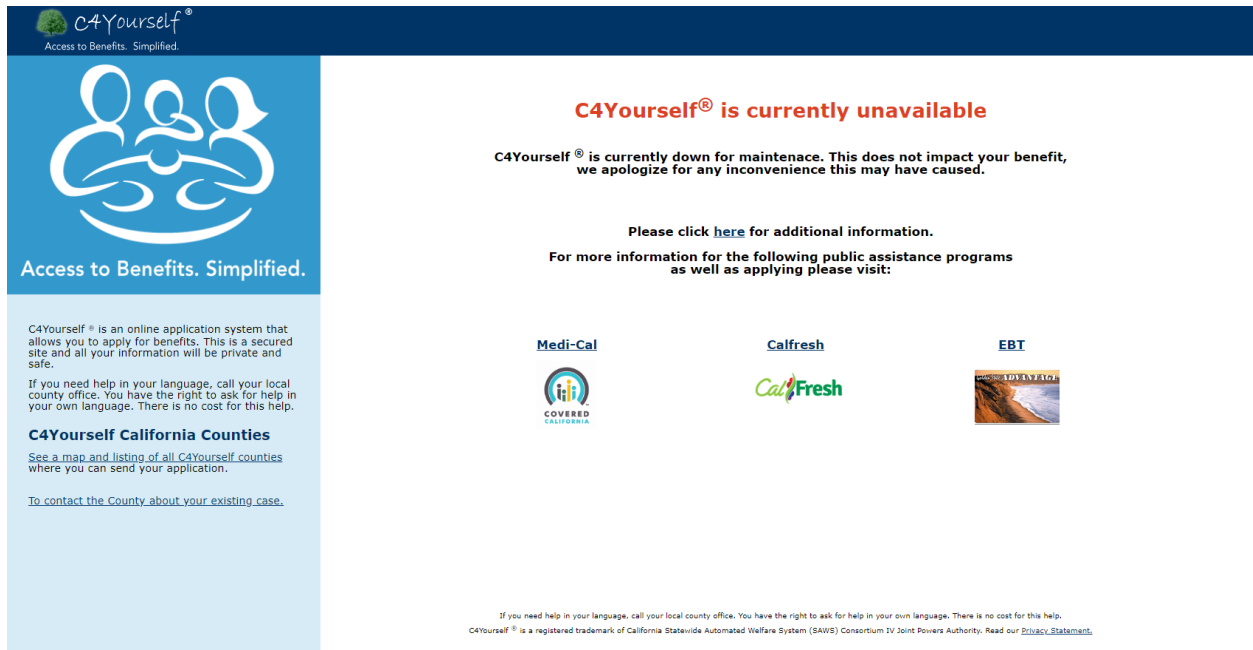 C4Yourself ®
Access to Benefits. Simplified.
Access to Benefits. Simplified.
C4Yourself ® is an online application system that
allows you to apply for benefits. This is a secured
site and all your information will be private and
safe.
If you need help in your language, call your local
county office. You have the right to ask for help in
your own language. There is no cost for this help.
C4Yourself California Counties
See a map and listing of all C4Yourself counties
where you can send your application.
To contact the County about your existing case.
C4Yourself® is currently unavailable
C4Yourself ® is currently down for maintenace. This does not impact your benefit,
we apologize for any inconvenience this may have caused.
Please click here for additional information.
For more information for the following public assistance programs
as well as applying please visit:
Medi-Cal
Calfresh
EBT
COVERED
CALIFORNIA
CalFresh
ADVANTAGE
If you need help in your language, call your local county office. You have the right to ask for help in your own language. There is no cost for this help.
C4Yourself ® is a registered trademark of California Statewide Automated Welfare System (SAWS) Consortium IV Joint Powers Authority. Read our Privacy Statement.